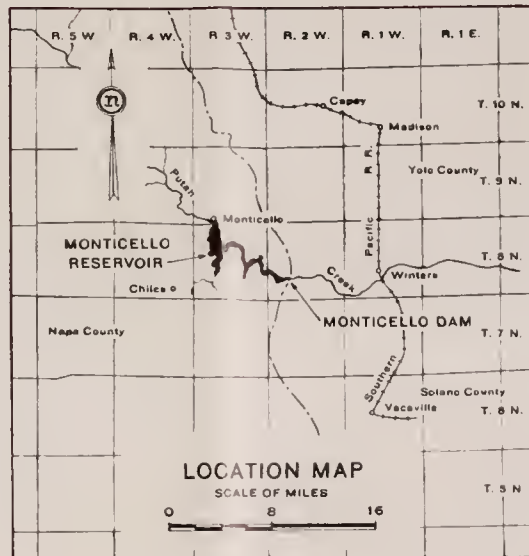 R. 5 W.
R. 4 W.
R 3 W.
R. 2 W.
R. 1 W.
R. 1 E.
n
Capay
T. 10 N.
Madison
Putah
R R.
Yolo County
T. 9 N.
Monticello
Pacific
MONTICELLO
RESERVOIR
T. 8 N.
Chiles
Creek
Winters
MONTICELLO DAM
Napa County
T. 7 N.
Southern
Solano County
Vacaville
T. 6 N.
LOCATION MAP
SCALE OF MILES
0 8 16
T. 5 N.